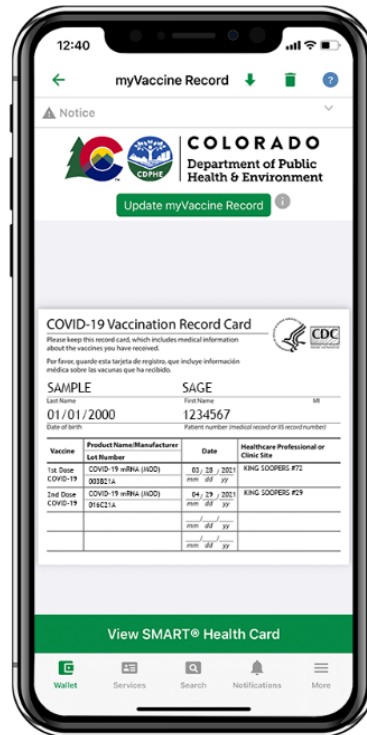 12:40
myVaccine Record
?
Notice
COLORADO
Department of Public
Health & Environment
CDPHE
Update myVaccine Record
COVID-19 Vaccination Record Card
Please keep this record card, which includes medical information
about the vaccines you have received.
Por favor, guarde esta tarjeta de registro, que incluye información
médica sobre las vacunas que ha recibido.
CDC
SAMPLE SAGE
Last Name First Name MI
01/01/2000 1234567
Date of birth Patient number (medical record or IIS record number)
Vaccine Product Name/Manufacturer Date Healthcare Professional or
Lot Number Clinic Site
1st Dose COVID-19 mRNA (MOD) 03 / 28 / 2021 KING SOOPERS #72
COVID-19 003B21A mm dd yy
2nd Dose COVID-19 mRNA (MOD) 04 / 29 / 2021 KING SOOPERS #29
COVID-19 016C21A mm dd yy
___/___/___
mm dd yy
___/___/___
mm dd yy
View SMART® Health Card
Wallet Services Search Notifications More